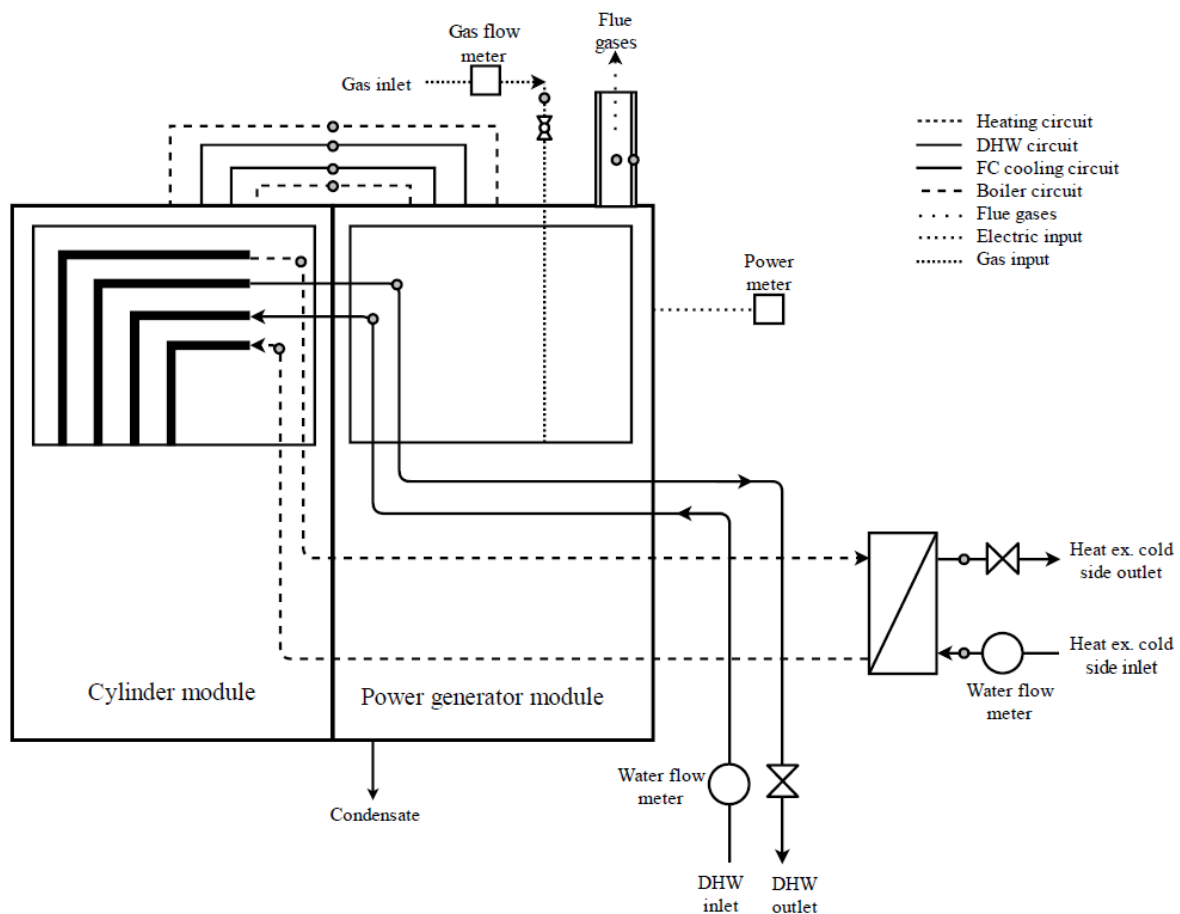 Flue
gases
Gas flow
meter
Gas inlet
Heating circuit
DHW circuit
FC cooling circuit
Boiler circuit
Flue gases
Electric input
Gas input
Power
meter
Heat ex. cold
side outlet
Heat ex. cold
side inlet
Water flow
meter
Cylinder module
Power generator module
Water flow
meter
Condensate
DHW
inlet
DHW
outlet